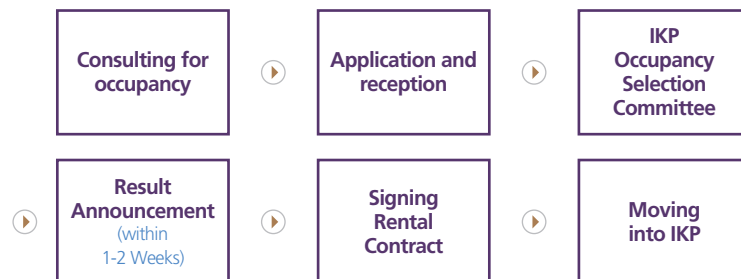 Consulting for
occupancy
Application and
reception
IKP
Occupancy
Selection
Committee
Result
Announcement
(within
1-2 Weeks)
Signing
Rental
Contract
Moving
into IKP